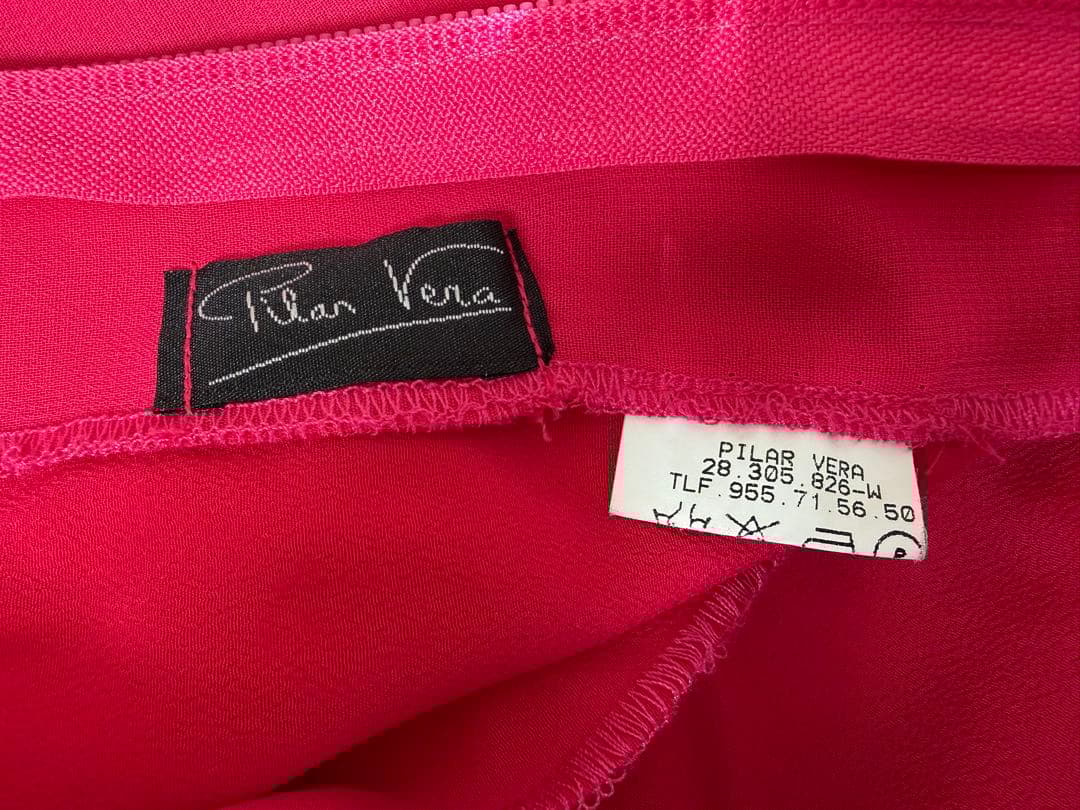 Pilar Vera
PILAR VERA
28.305.826-W
TLF.955.71.56.50
P